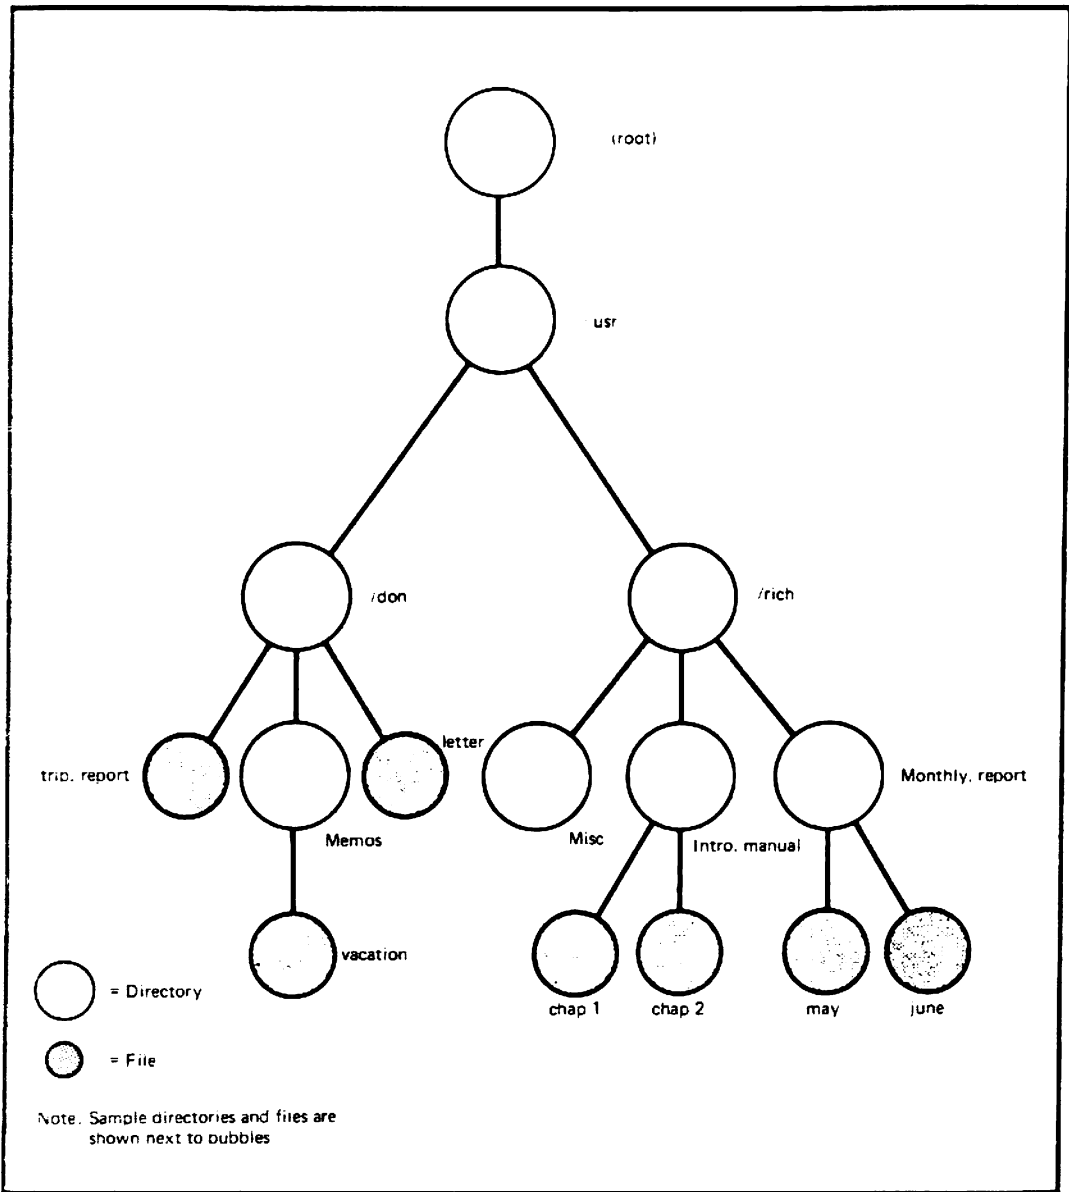 (root)
usr
/don
/rich
letter
trip. report
Monthly. report
Memos
Misc
Intro. manual
vacation
chap 1
chap 2
may
june
= Directory
= File
Note. Sample directories and files are
shown next to bubbles